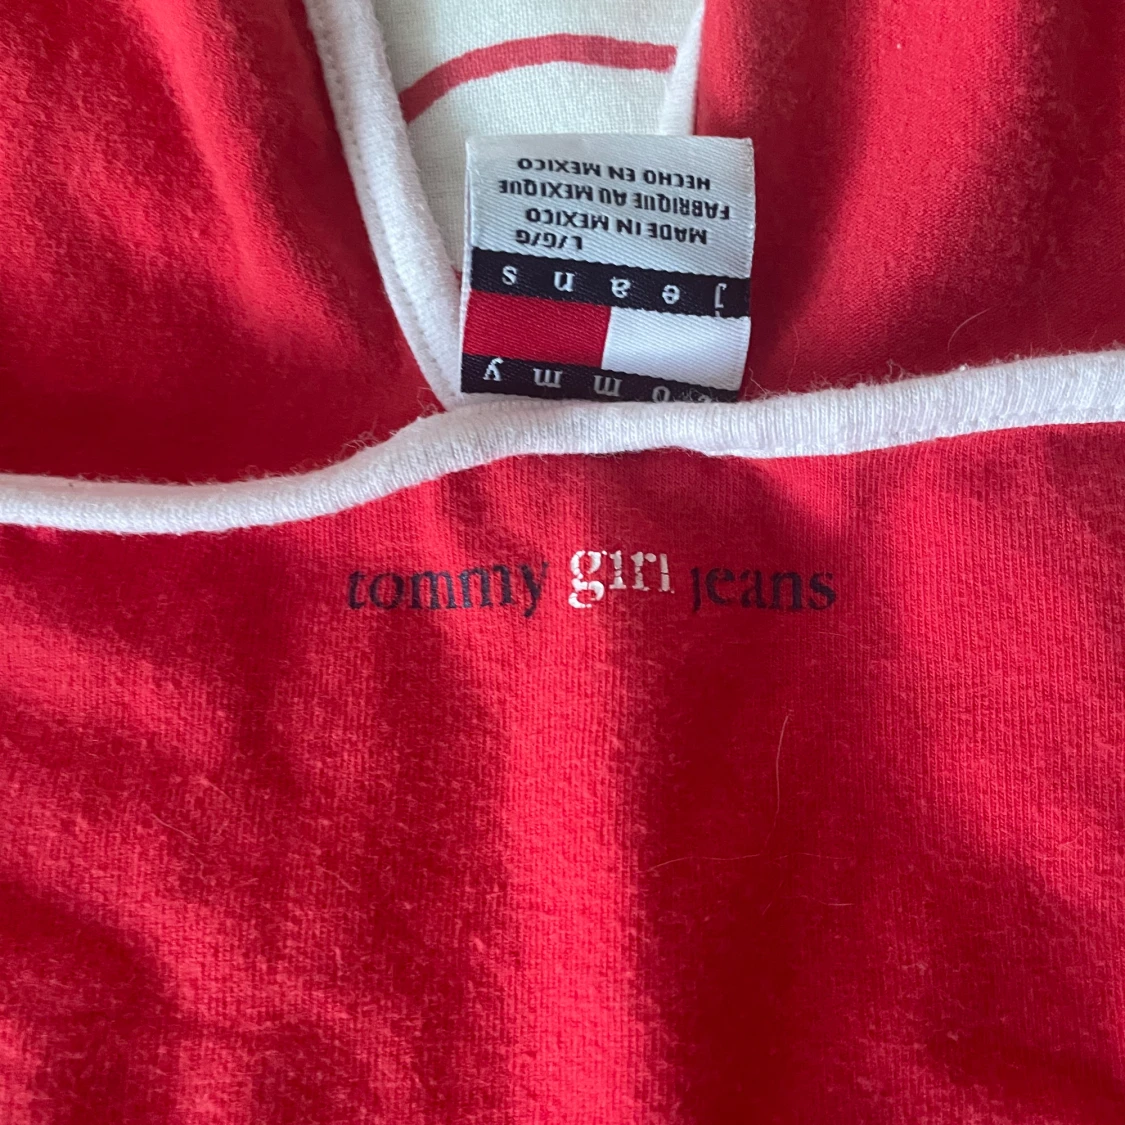 tommy
jeans
L/G/G
MADE IN MEXICO
FABRIQUE AU MEXIQUE
HECHO EN MEXICO
tommy girl jeans